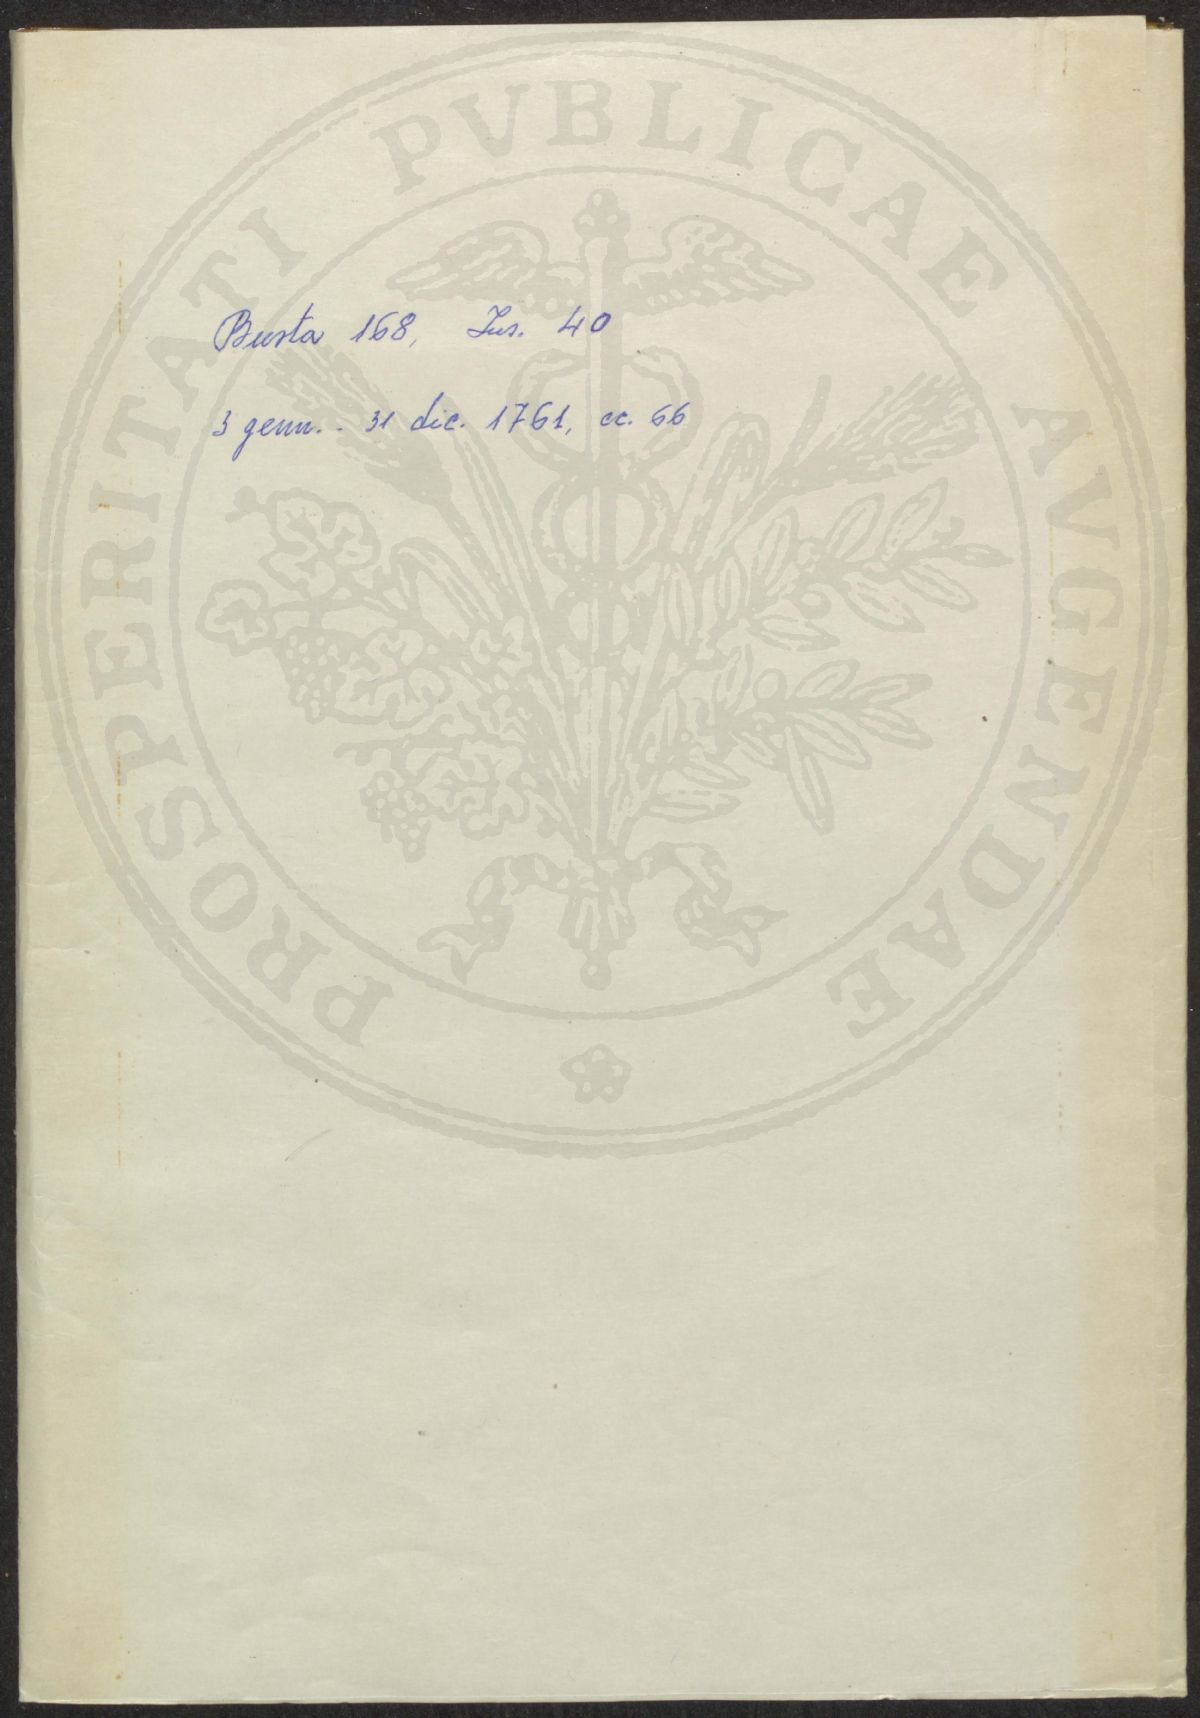 Busta 168, Ins. 40
3 genn. - 31 dic. 1761, cc. 66
PROSPERITATI PVBLICAE AVGENDAE